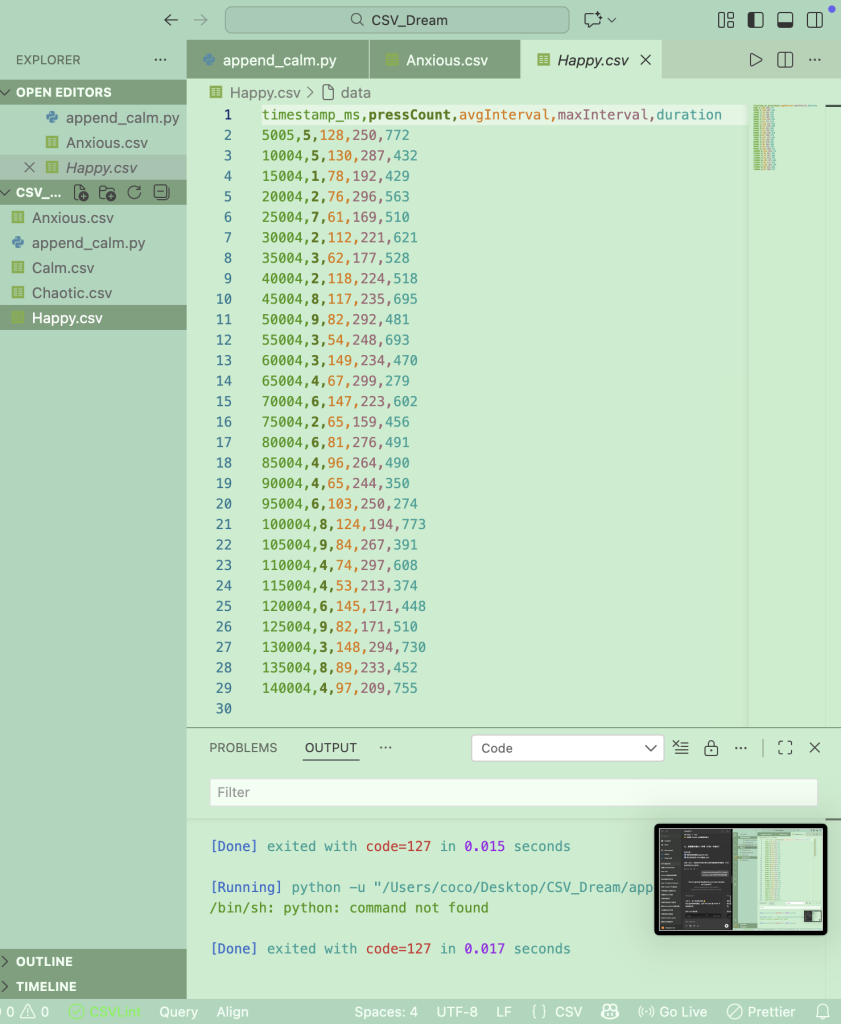 CSV_Dream
EXPLORER
append_calm.py
Anxious.csv
Happy.csv
OPEN EDITORS
append_calm.py
Anxious.csv
Happy.csv
CSV_...
Anxious.csv
append_calm.py
Calm.csv
Chaotic.csv
Happy.csv
OUTLINE
TIMELINE
Happy.csv > data
1 timestamp_ms,pressCount,avgInterval,maxInterval,duration
2 5005,5,128,250,772
3 10004,5,130,287,432
4 15004,1,78,192,429
5 20004,2,76,296,563
6 25004,7,61,169,510
7 30004,2,112,221,621
8 35004,3,62,177,528
9 40004,2,118,224,518
10 45004,8,117,235,695
11 50004,9,82,292,481
12 55004,3,54,248,693
13 60004,3,149,234,470
14 65004,4,67,299,279
15 70004,6,147,223,602
16 75004,2,65,159,456
17 80004,6,81,276,491
18 85004,4,96,264,490
19 90004,4,65,244,350
20 95004,6,103,250,274
21 100004,8,124,194,773
22 105004,9,84,267,391
23 110004,4,74,297,608
24 115004,4,53,213,374
25 120004,6,145,171,448
26 125004,9,82,171,510
27 130004,3,148,294,730
28 135004,8,89,233,452
29 140004,4,97,209,755
30
PROBLEMS OUTPUT Code
Filter
[Done] exited with code=127 in 0.015 seconds
[Running] python -u "/Users/coco/Desktop/CSV_Dream/app
/bin/sh: python: command not found
[Done] exited with code=127 in 0.017 seconds
0 0 CSVLint Query Align Spaces: 4 UTF-8 LF { } CSV Go Live Prettier